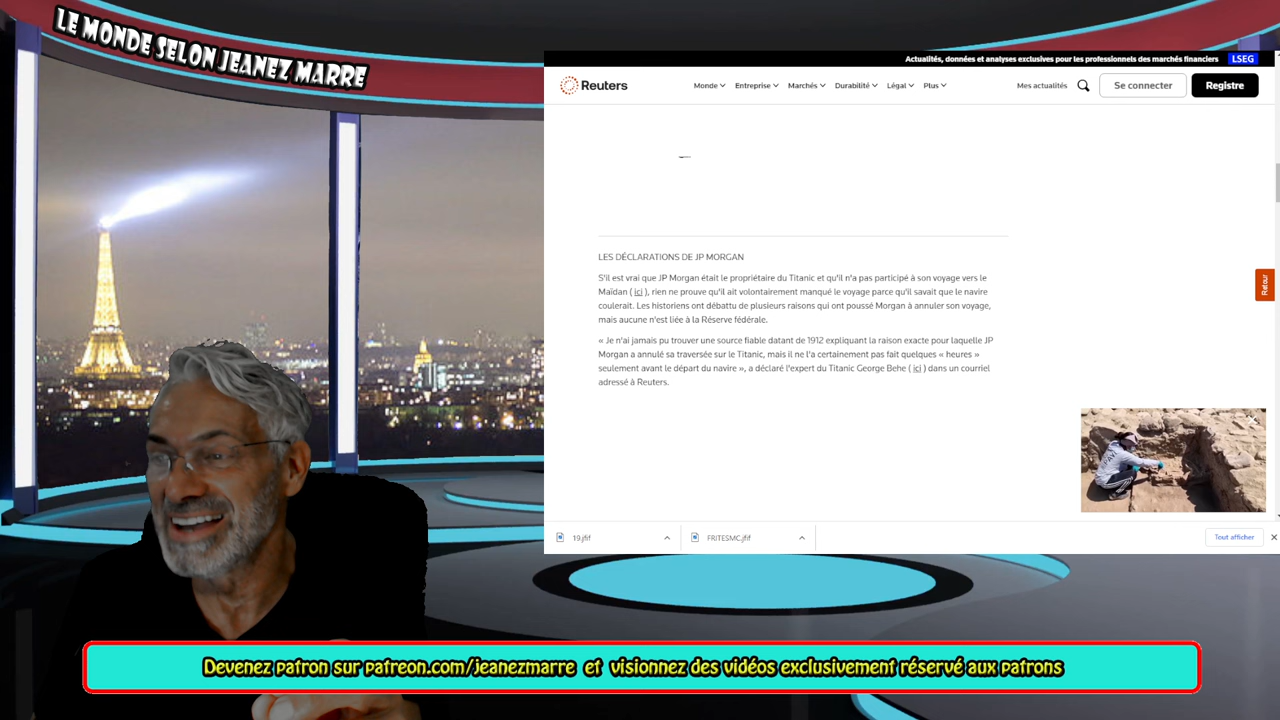 LE MONDE SELON JEANEZ MARRE
Actualités, données et analyses exclusives pour les professionnels des marchés financiers LSEG
Reuters Monde Entreprise Marchés Durabilité Légal Plus Mes actualités Se connecter Registre
LES DÉCLARATIONS DE JP MORGAN
S'il est vrai que JP Morgan était le propriétaire du Titanic et qu'il n'a pas participé à son voyage vers le
Maïdan ( ici ), rien ne prouve qu'il ait volontairement manqué le voyage parce qu'il savait que le navire
coulerait. Les historiens ont débattu de plusieurs raisons qui ont poussé Morgan à annuler son voyage,
mais aucune n'est liée à la Réserve fédérale.
« Je n'ai jamais pu trouver une source fiable datant de 1912 expliquant la raison exacte pour laquelle JP
Morgan a annulé sa traversée sur le Titanic, mais il ne l'a certainement pas fait quelques « heures »
seulement avant le départ du navire », a déclaré l'expert du Titanic George Behe ( ici ) dans un courriel
adressé à Reuters.
Retour
19.jfif FRITESMC.jfif Tout afficher
Devenez patron sur patreon.com/jeanezmarre et visionnez des vidéos exclusivement réservé aux patrons